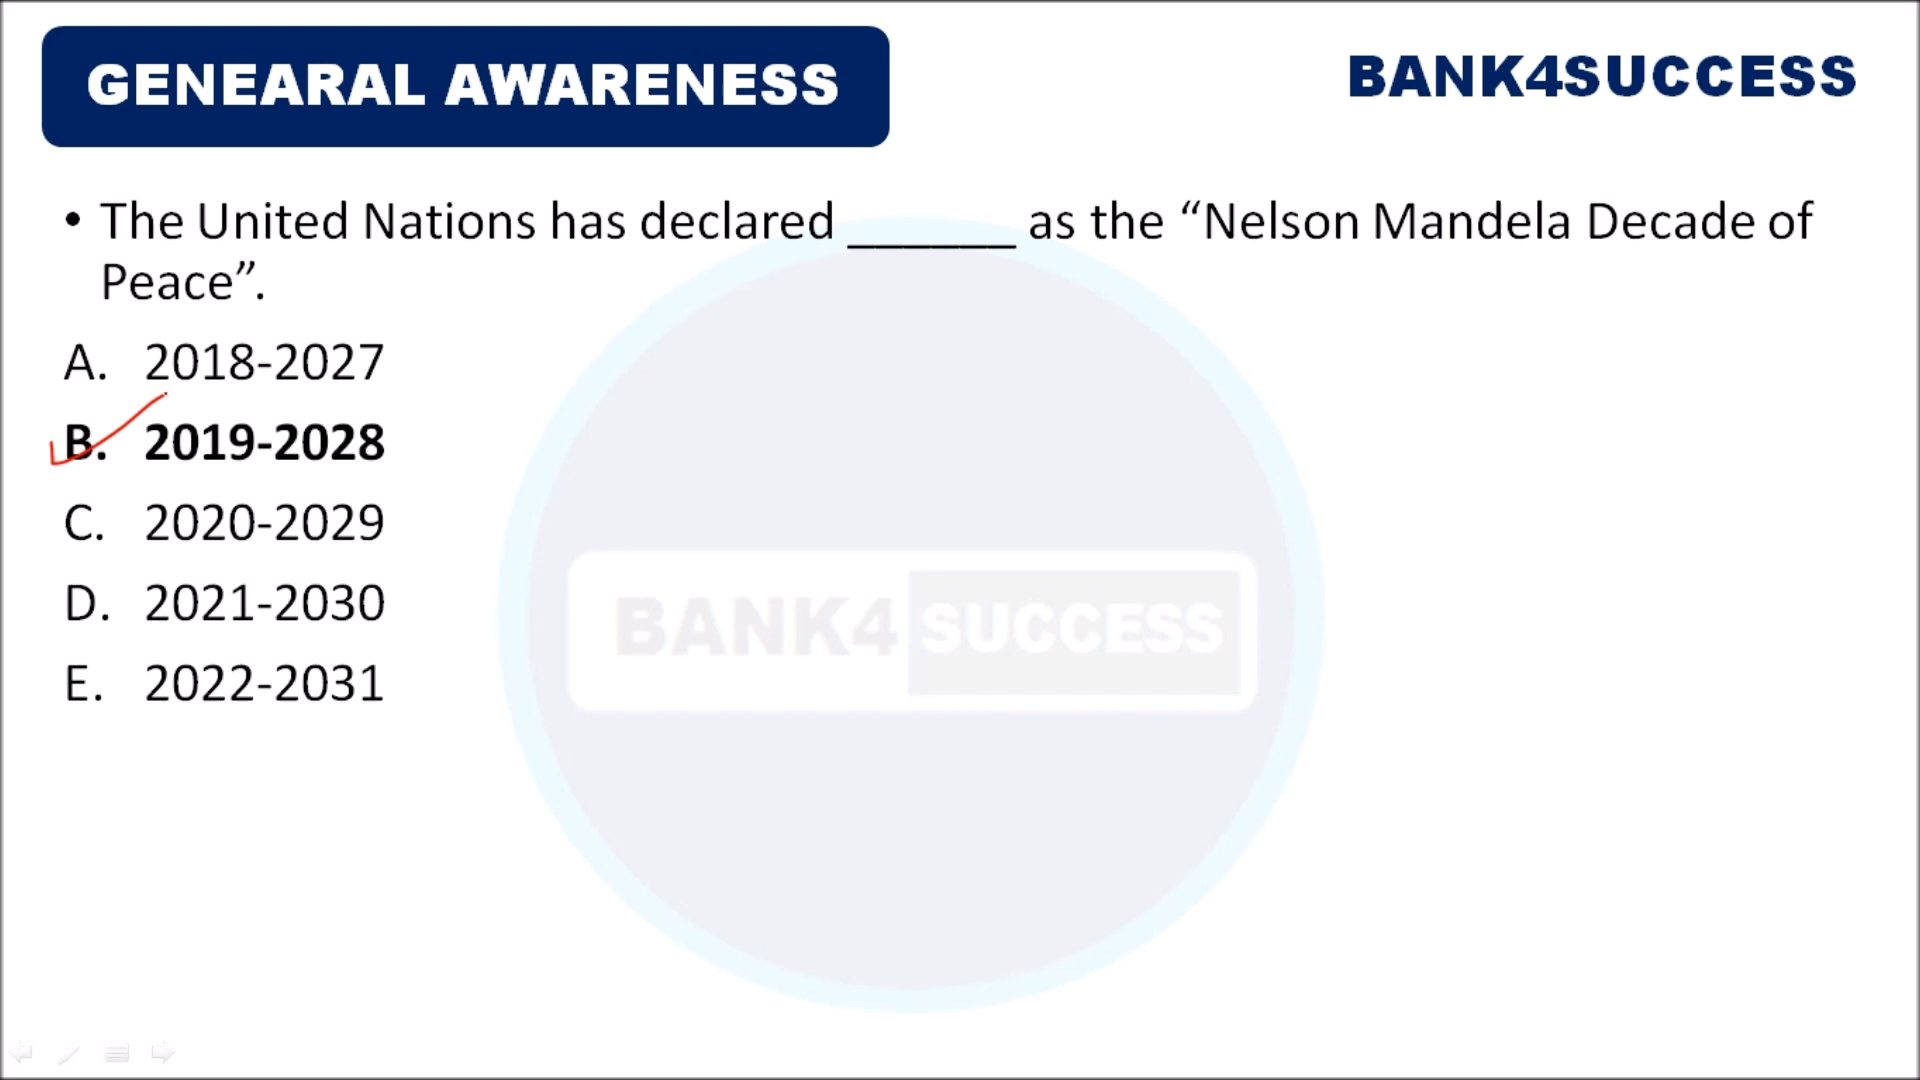 GENEARAL AWARENESS
BANK4SUCCESS
• The United Nations has declared ______ as the “Nelson Mandela Decade of
Peace”.
A. 2018-2027
B. 2019-2028
C. 2020-2029
D. 2021-2030
E. 2022-2031
BANK4 SUCCESS